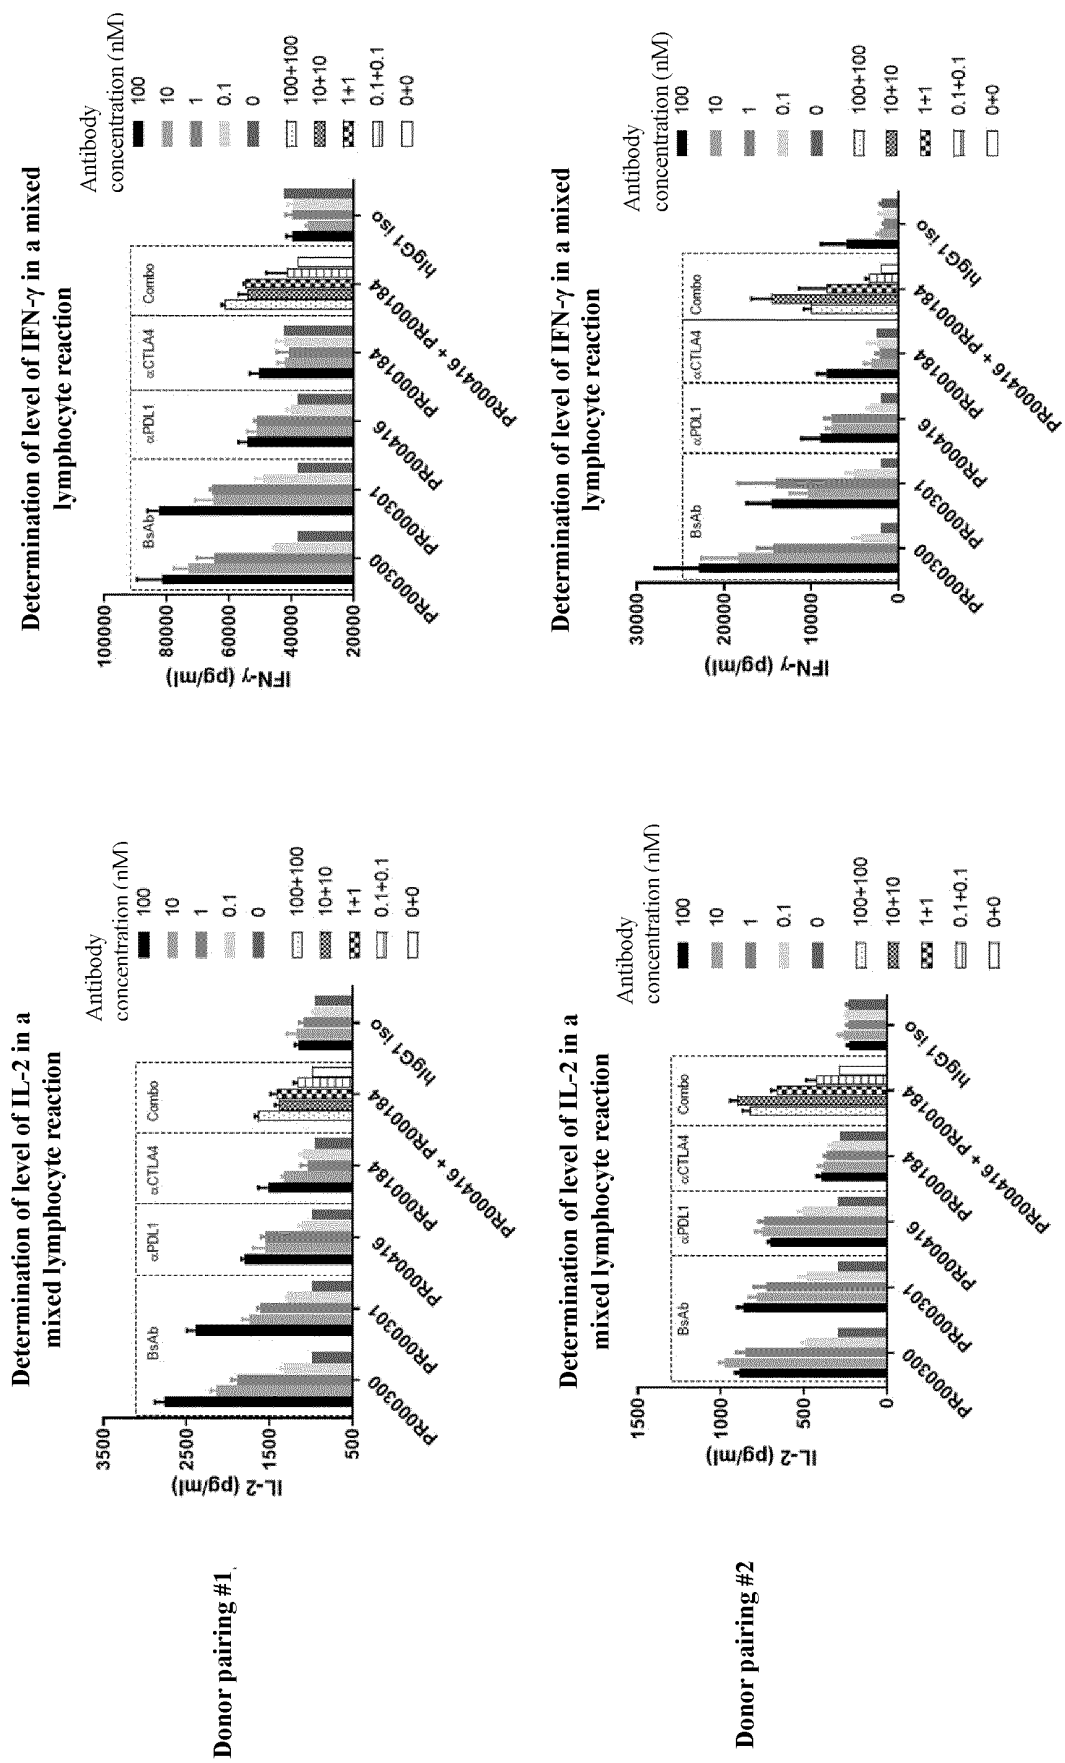 Donor pairing #1
Determination of level of IL-2 in a
mixed lymphocyte reaction
IL-2 (pg/ml)
3500
2500
1500
500
BsAb
αPDL1
αCTLA4
Combo
PR000300
PR000301
PR000416
PR000184
PR000416 + PR000184
hIgG1 iso
Antibody
concentration (nM)
100
10
1
0.1
0
100+100
10+10
1+1
0.1+0.1
0+0
Determination of level of IFN-γ in a mixed
lymphocyte reaction
IFN-γ (pg/ml)
100000
80000
60000
40000
20000
BsAb
αPDL1
αCTLA4
Combo
PR000300
PR000301
PR000416
PR000184
PR000416 + PR000184
hIgG1 iso
Antibody
concentration (nM)
100
10
1
0.1
0
100+100
10+10
1+1
0.1+0.1
0+0
Donor pairing #2
Determination of level of IL-2 in a
mixed lymphocyte reaction
IL-2 (pg/ml)
1500
1000
500
0
BsAb
αPDL1
αCTLA4
Combo
PR000300
PR000301
PR000416
PR000184
PR000416 + PR000184
hIgG1 iso
Antibody
concentration (nM)
100
10
1
0.1
0
100+100
10+10
1+1
0.1+0.1
0+0
Determination of level of IFN-γ in a mixed
lymphocyte reaction
IFN-γ (pg/ml)
30000
20000
10000
0
BsAb
αPDL1
αCTLA4
Combo
PR000300
PR000301
PR000416
PR000184
PR000416 + PR000184
hIgG1 iso
Antibody
concentration (nM)
100
10
1
0.1
0
100+100
10+10
1+1
0.1+0.1
0+0